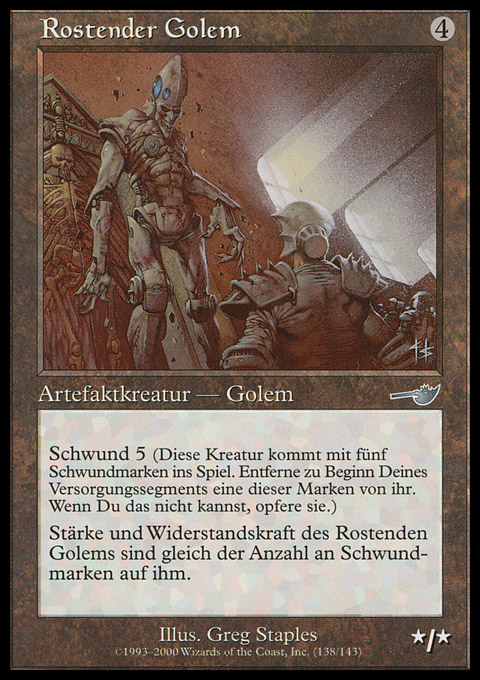 Rostender Golem 4
Artefaktkreatur — Golem
Schwund 5 (Diese Kreatur kommt mit fünf
Schwundmarken ins Spiel. Entferne zu Beginn Deines
Versorgungssegments eine dieser Marken von ihr.
Wenn Du das nicht kannst, opfere sie.)
Stärke und Widerstandskraft des Rostenden
Golems sind gleich der Anzahl an Schwund-
marken auf ihm.
Illus. Greg Staples
©1993–2000 Wizards of the Coast, Inc. (138/143)
★/★